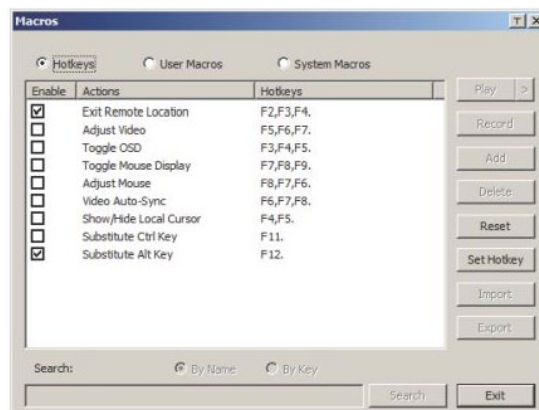 Macros
Hotkeys User Macros System Macros
Enable Actions Hotkeys
Exit Remote Location F2,F3,F4.
Adjust Video F5,F6,F7.
Toggle OSD F3,F4,F5.
Toggle Mouse Display F7,F8,F9.
Adjust Mouse F8,F7,F6.
Video Auto-Sync F6,F7,F8.
Show/Hide Local Cursor F4,F5.
Substitute Ctrl Key F11.
Substitute Alt Key F12.
Play >
Record
Add
Delete
Reset
Set Hotkey
Import
Export
Search: By Name By Key
Search Exit